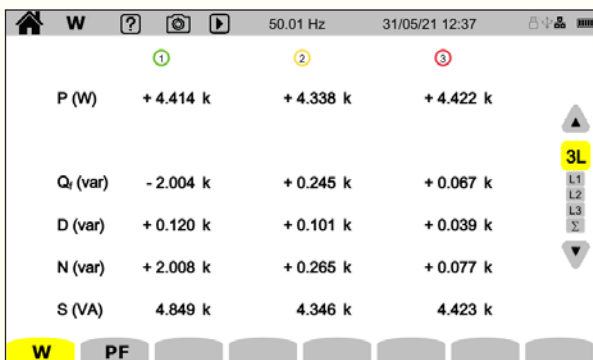 W ? 50.01 Hz 31/05/21 12:37
1 2 3
P (W) + 4.414 k + 4.338 k + 4.422 k
3L
L1
L2
L3
Σ
Qf (var) - 2.004 k + 0.245 k + 0.067 k
D (var) + 0.120 k + 0.101 k + 0.039 k
N (var) + 2.008 k + 0.265 k + 0.077 k
S (VA) 4.849 k 4.346 k 4.423 k
W PF